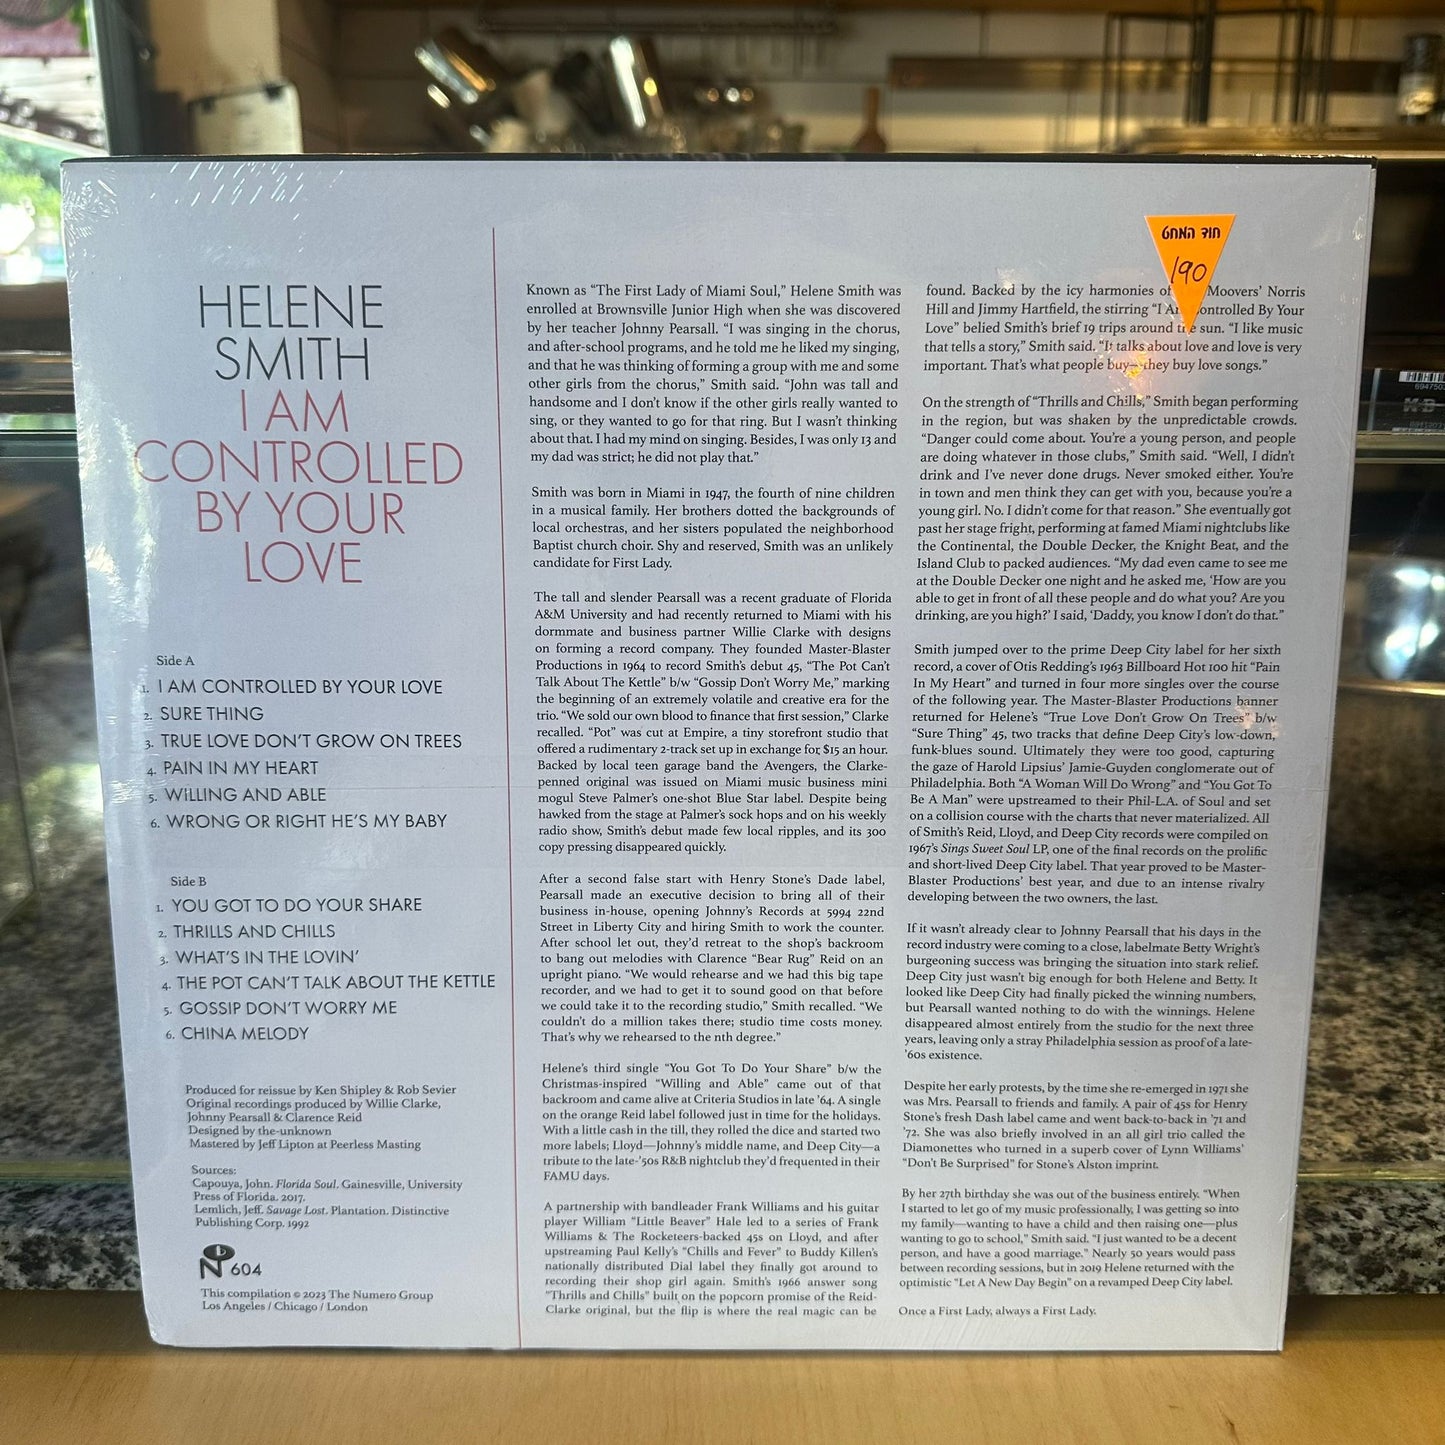 HELENE
SMITH
I AM
CONTROLLED
BY YOUR
LOVE
Side A
1. I AM CONTROLLED BY YOUR LOVE
2. SURE THING
3. TRUE LOVE DON'T GROW ON TREES
4. PAIN IN MY HEART
5. WILLING AND ABLE
6. WRONG OR RIGHT HE'S MY BABY
Side B
1. YOU GOT TO DO YOUR SHARE
2. THRILLS AND CHILLS
3. WHAT'S IN THE LOVIN'
4. THE POT CAN'T TALK ABOUT THE KETTLE
5. GOSSIP DON'T WORRY ME
6. CHINA MELODY
Produced for reissue by Ken Shipley & Rob Sevier
Original recordings produced by Willie Clarke,
Johnny Pearsall & Clarence Reid
Designed by the-unknown
Mastered by Jeff Lipton at Peerless Masting
Sources:
Capouya, John. Florida Soul. Gainesville, University
Press of Florida. 2017.
Lemlich, Jeff. Savage Lost. Plantation. Distinctive
Publishing Corp. 1992
N 604
This compilation © 2023 The Numero Group
Los Angeles / Chicago / London
Known as “The First Lady of Miami Soul,” Helene Smith was
enrolled at Brownsville Junior High when she was discovered
by her teacher Johnny Pearsall. “I was singing in the chorus,
and after-school programs, and he told me he liked my singing,
and that he was thinking of forming a group with me and some
other girls from the chorus,” Smith said. “John was tall and
handsome and I don't know if the other girls really wanted to
sing, or they wanted to go for that ring. But I wasn't thinking
about that. I had my mind on singing. Besides, I was only 13 and
my dad was strict; he did not play that.”
Smith was born in Miami in 1947, the fourth of nine children
in a musical family. Her brothers dotted the backgrounds of
local orchestras, and her sisters populated the neighborhood
Baptist church choir. Shy and reserved, Smith was an unlikely
candidate for First Lady.
The tall and slender Pearsall was a recent graduate of Florida
A&M University and had recently returned to Miami with his
dormmate and business partner Willie Clarke with designs
on forming a record company. They founded Master-Blaster
Productions in 1964 to record Smith's debut 45, “The Pot Can't
Talk About The Kettle” b/w “Gossip Don't Worry Me,” marking
the beginning of an extremely volatile and creative era for the
trio. “We sold our own blood to finance that first session,” Clarke
recalled. “Pot” was cut at Empire, a tiny storefront studio that
offered a rudimentary 2-track set up in exchange for $15 an hour.
Backed by local teen garage band the Avengers, the Clarke-
penned original was issued on Miami music business mini
mogul Steve Palmer's one-shot Blue Star label. Despite being
hawked from the stage at Palmer's sock hops and on his weekly
radio show, Smith's debut made few local ripples, and its 300
copy pressing disappeared quickly.
After a second false start with Henry Stone's Dade label,
Pearsall made an executive decision to bring all of their
business in-house, opening Johnny's Records at 5994 22nd
Street in Liberty City and hiring Smith to work the counter.
After school let out, they'd retreat to the shop's backroom
to bang out melodies with Clarence “Bear Rug” Reid on an
upright piano. “We would rehearse and we had this big tape
recorder, and we had to get it to sound good on that before
we could take it to the recording studio,” Smith recalled. “We
couldn't do a million takes there; studio time costs money.
That's why we rehearsed to the nth degree.”
Helene's third single “You Got To Do Your Share” b/w the
Christmas-inspired “Willing and Able” came out of that
backroom and came alive at Criteria Studios in late '64. A single
on the orange Reid label followed just in time for the holidays.
With a little cash in the till, they rolled the dice and started two
more labels; Lloyd—Johnny's middle name, and Deep City—a
tribute to the late-'50s R&B nightclub they'd frequented in their
FAMU days.
A partnership with bandleader Frank Williams and his guitar
player William “Little Beaver” Hale led to a series of Frank
Williams & The Rocketeers-backed 45s on Lloyd, and after
upstreaming Paul Kelly's “Chills and Fever” to Buddy Killen's
nationally distributed Dial label they finally got around to
recording their shop girl again. Smith's 1966 answer song
“Thrills and Chills” built on the popcorn promise of the Reid-
Clarke original, but the flip is where the real magic can be
found. Backed by the icy harmonies of Moovers' Norris
Hill and Jimmy Hartfield, the stirring “I Am Controlled By Your
Love” belied Smith's brief 19 trips around the sun. “I like music
that tells a story,” Smith said. “It talks about love and love is very
important. That's what people buy—they buy love songs.”
On the strength of “Thrills and Chills,” Smith began performing
in the region, but was shaken by the unpredictable crowds.
“Danger could come about. You're a young person, and people
are doing whatever in those clubs,” Smith said. “Well, I didn't
drink and I've never done drugs. Never smoked either. You're
in town and men think they can get with you, because you're a
young girl. No. I didn't come for that reason.” She eventually got
past her stage fright, performing at famed Miami nightclubs like
the Continental, the Double Decker, the Knight Beat, and the
Island Club to packed audiences. “My dad even came to see me
at the Double Decker one night and he asked me, ‘How are you
able to get in front of all these people and do what you? Are you
drinking, are you high?’ I said, ‘Daddy, you know I don't do that.”
Smith jumped over to the prime Deep City label for her sixth
record, a cover of Otis Redding's 1963 Billboard Hot 100 hit “Pain
In My Heart” and turned in four more singles over the course
of the following year. The Master-Blaster Productions banner
returned for Helene's “True Love Don't Grow On Trees” b/w
“Sure Thing” 45, two tracks that define Deep City's low-down,
funk-blues sound. Ultimately they were too good, capturing
the gaze of Harold Lipsius' Jamie-Guyden conglomerate out of
Philadelphia. Both “A Woman Will Do Wrong” and “You Got To
Be A Man” were upstreamed to their Phil-L.A. of Soul and set
on a collision course with the charts that never materialized. All
of Smith's Reid, Lloyd, and Deep City records were compiled on
1967's Sings Sweet Soul LP, one of the final records on the prolific
and short-lived Deep City label. That year proved to be Master-
Blaster Productions' best year, and due to an intense rivalry
developing between the two owners, the last.
If it wasn't already clear to Johnny Pearsall that his days in the
record industry were coming to a close, labelmate Betty Wright's
burgeoning success was bringing the situation into stark relief.
Deep City just wasn't big enough for both Helene and Betty. It
looked like Deep City had finally picked the winning numbers,
but Pearsall wanted nothing to do with the winnings. Helene
disappeared almost entirely from the studio for the next three
years, leaving only a stray Philadelphia session as proof of a late-
'60s existence.
Despite her early protests, by the time she re-emerged in 1971 she
was Mrs. Pearsall to friends and family. A pair of 45s for Henry
Stone's fresh Dash label came and went back-to-back in '71 and
'72. She was also briefly involved in an all girl trio called the
Diamonettes who turned in a superb cover of Lynn Williams'
“Don't Be Surprised” for Stone's Alston imprint.
By her 27th birthday she was out of the business entirely. “When
I started to let go of my music professionally, I was getting so into
my family—wanting to have a child and then raising one—plus
wanting to go to school,” Smith said. “I just wanted to be a decent
person, and have a good marriage.” Nearly 50 years would pass
between recording sessions, but in 2019 Helene returned with the
optimistic “Let A New Day Begin” on a revamped Deep City label.
Once a First Lady, always a First Lady.
חוד המחט
190